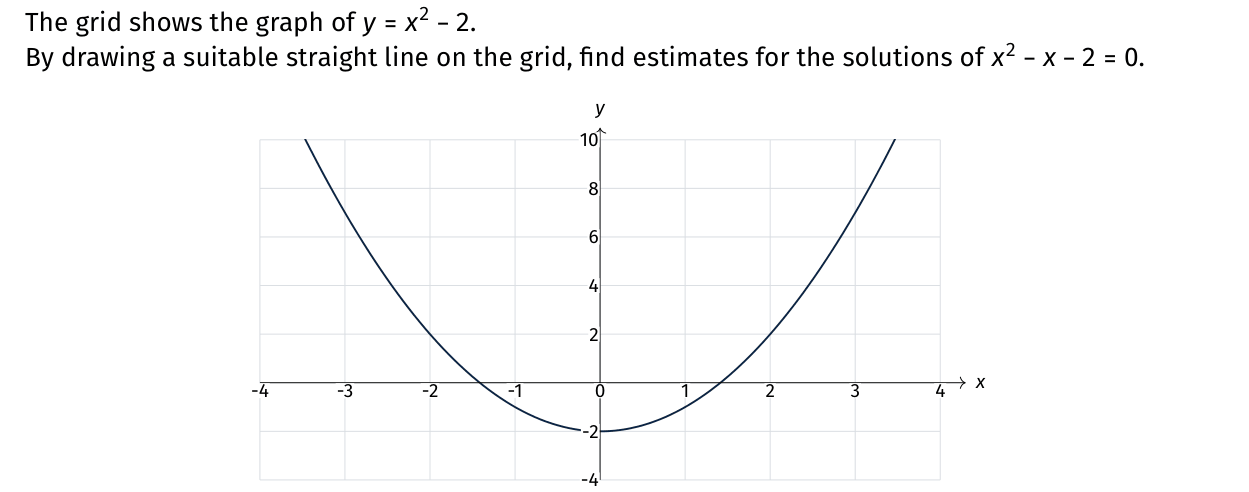 The grid shows the graph of y = x² – 2.
By drawing a suitable straight line on the grid, find estimates for the solutions of x² – x – 2 = 0.
y
10
8
6
4
2
-4 -3 -2 -1 0 1 2 3 4 x
-2
-4